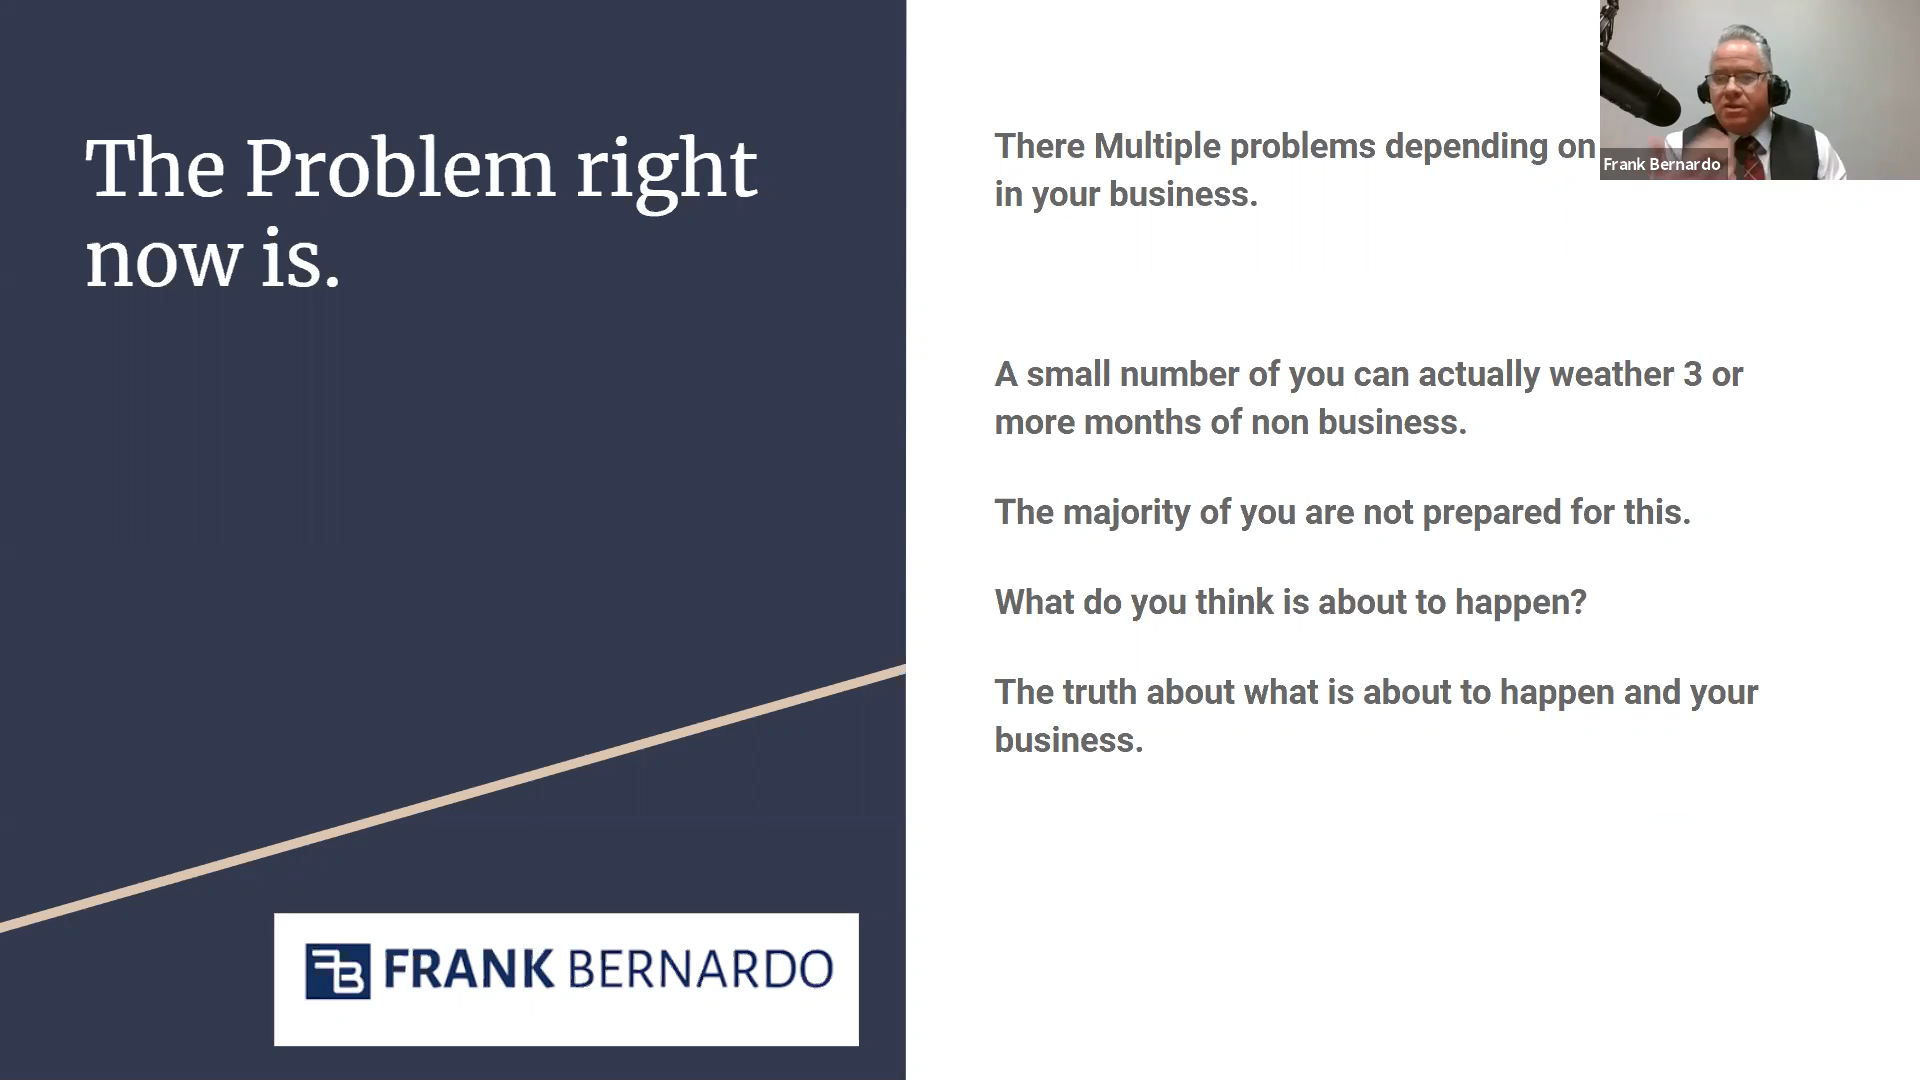 The Problem right
now is.
There Multiple problems depending on
in your business.
A small number of you can actually weather 3 or
more months of non business.
The majority of you are not prepared for this.
What do you think is about to happen?
The truth about what is about to happen and your
business.
Frank Bernardo
FB FRANK BERNARDO